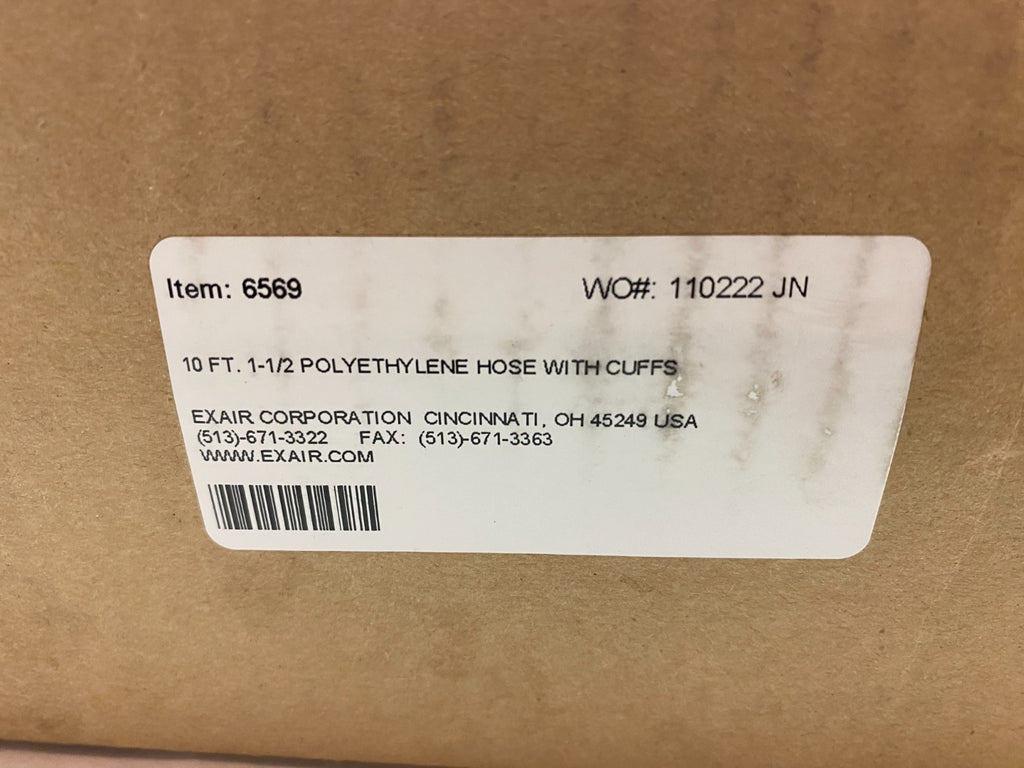 Item: 6569 WO#: 110222 JN
10 FT. 1-1/2 POLYETHYLENE HOSE WITH CUFFS
EXAIR CORPORATION CINCINNATI, OH 45249 USA
(513)-671-3322 FAX: (513)-671-3363
WWW.EXAIR.COM